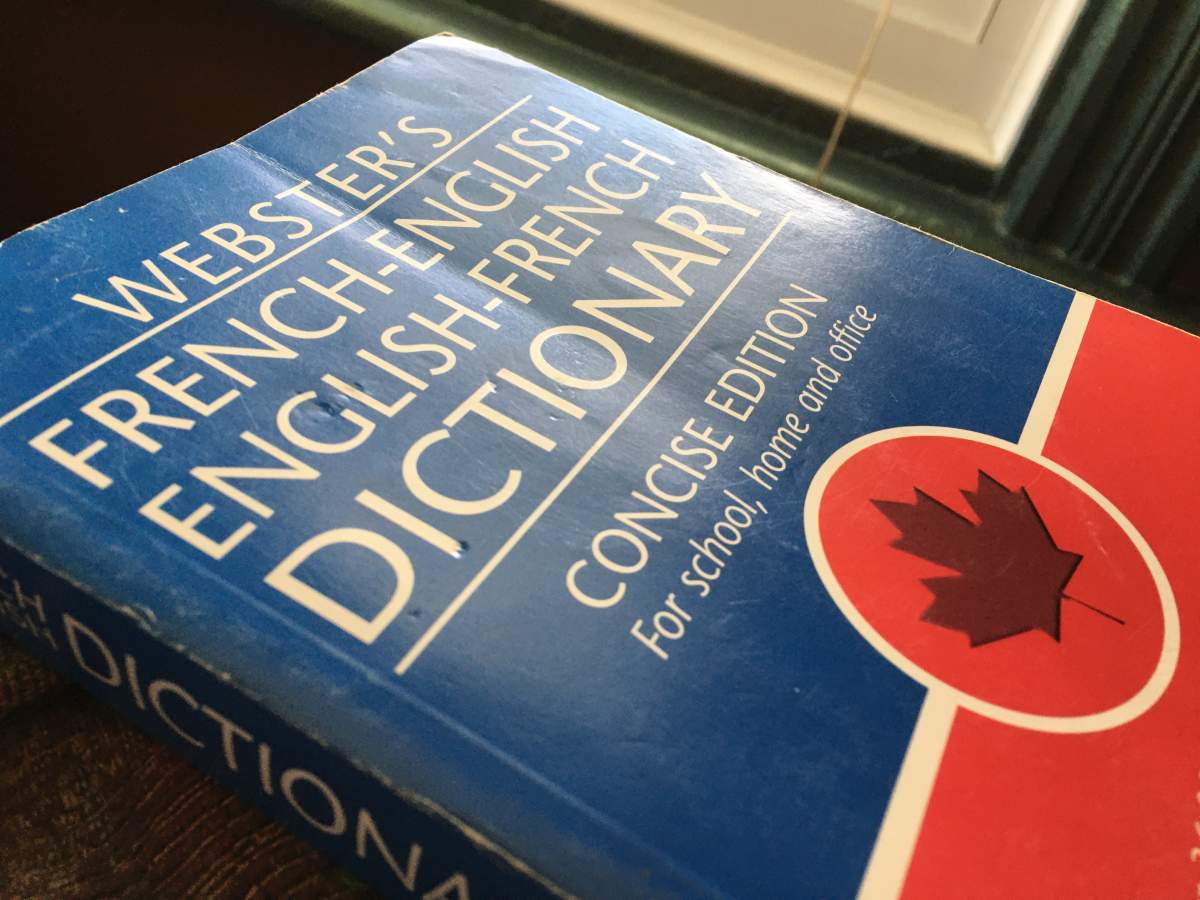 WEBSTER'S
FRENCH-ENGLISH
ENGLISH-FRENCH
DICTIONARY
CONCISE EDITION
For school, home and office
DICTIONA